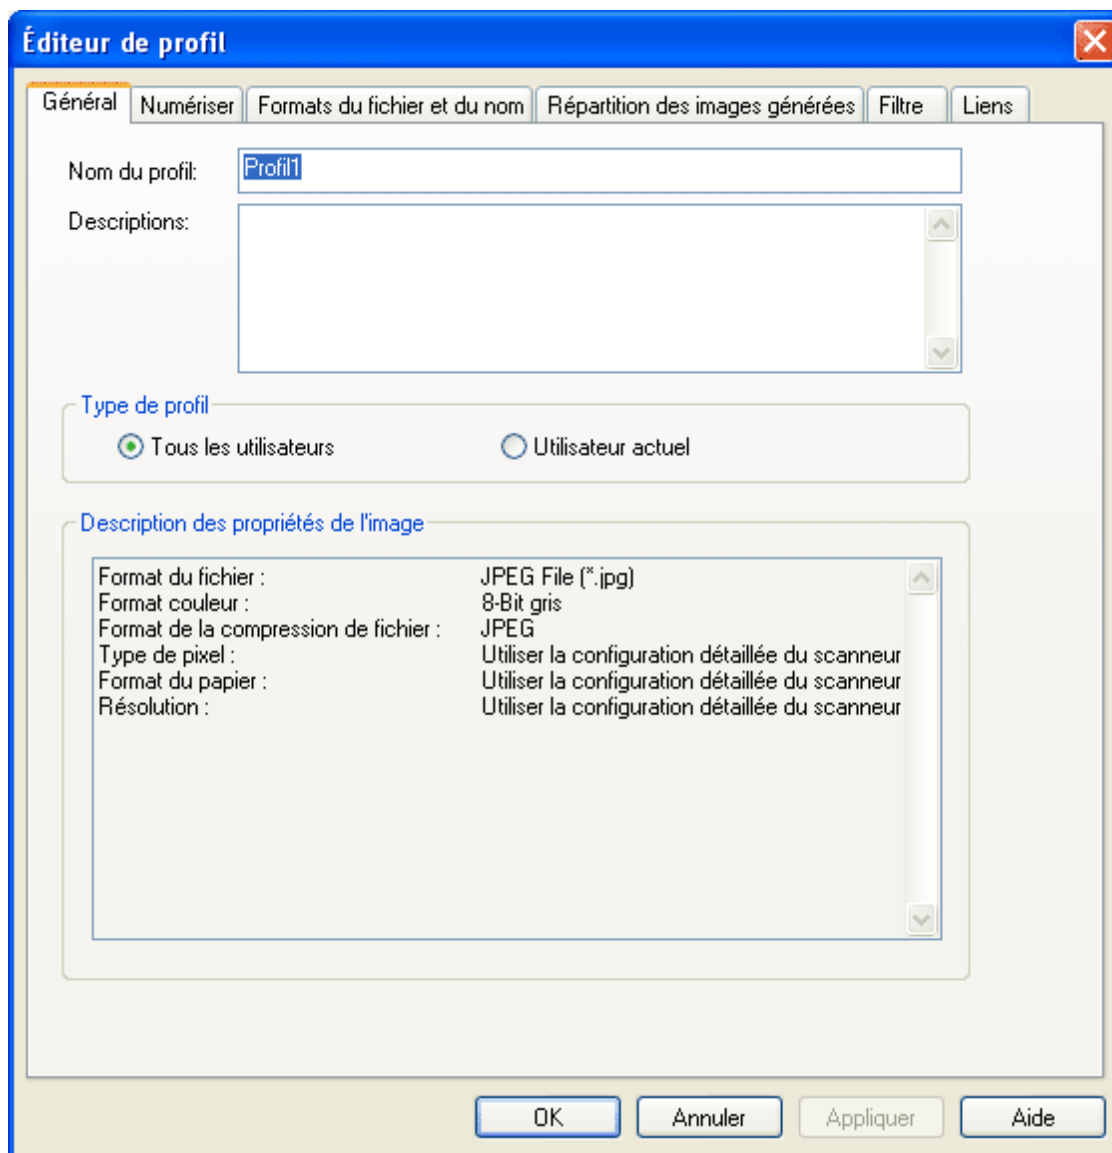 Éditeur de profil
Général Numériser Formats du fichier et du nom Répartition des images générées Filtre Liens
Nom du profil: Profil1
Descriptions:
Type de profil
Tous les utilisateurs Utilisateur actuel
Description des propriétés de l'image
Format du fichier : JPEG File (*.jpg)
Format couleur : 8-Bit gris
Format de la compression de fichier : JPEG
Type de pixel : Utiliser la configuration détaillée du scanneur
Format du papier : Utiliser la configuration détaillée du scanneur
Résolution : Utiliser la configuration détaillée du scanneur
OK Annuler Appliquer Aide